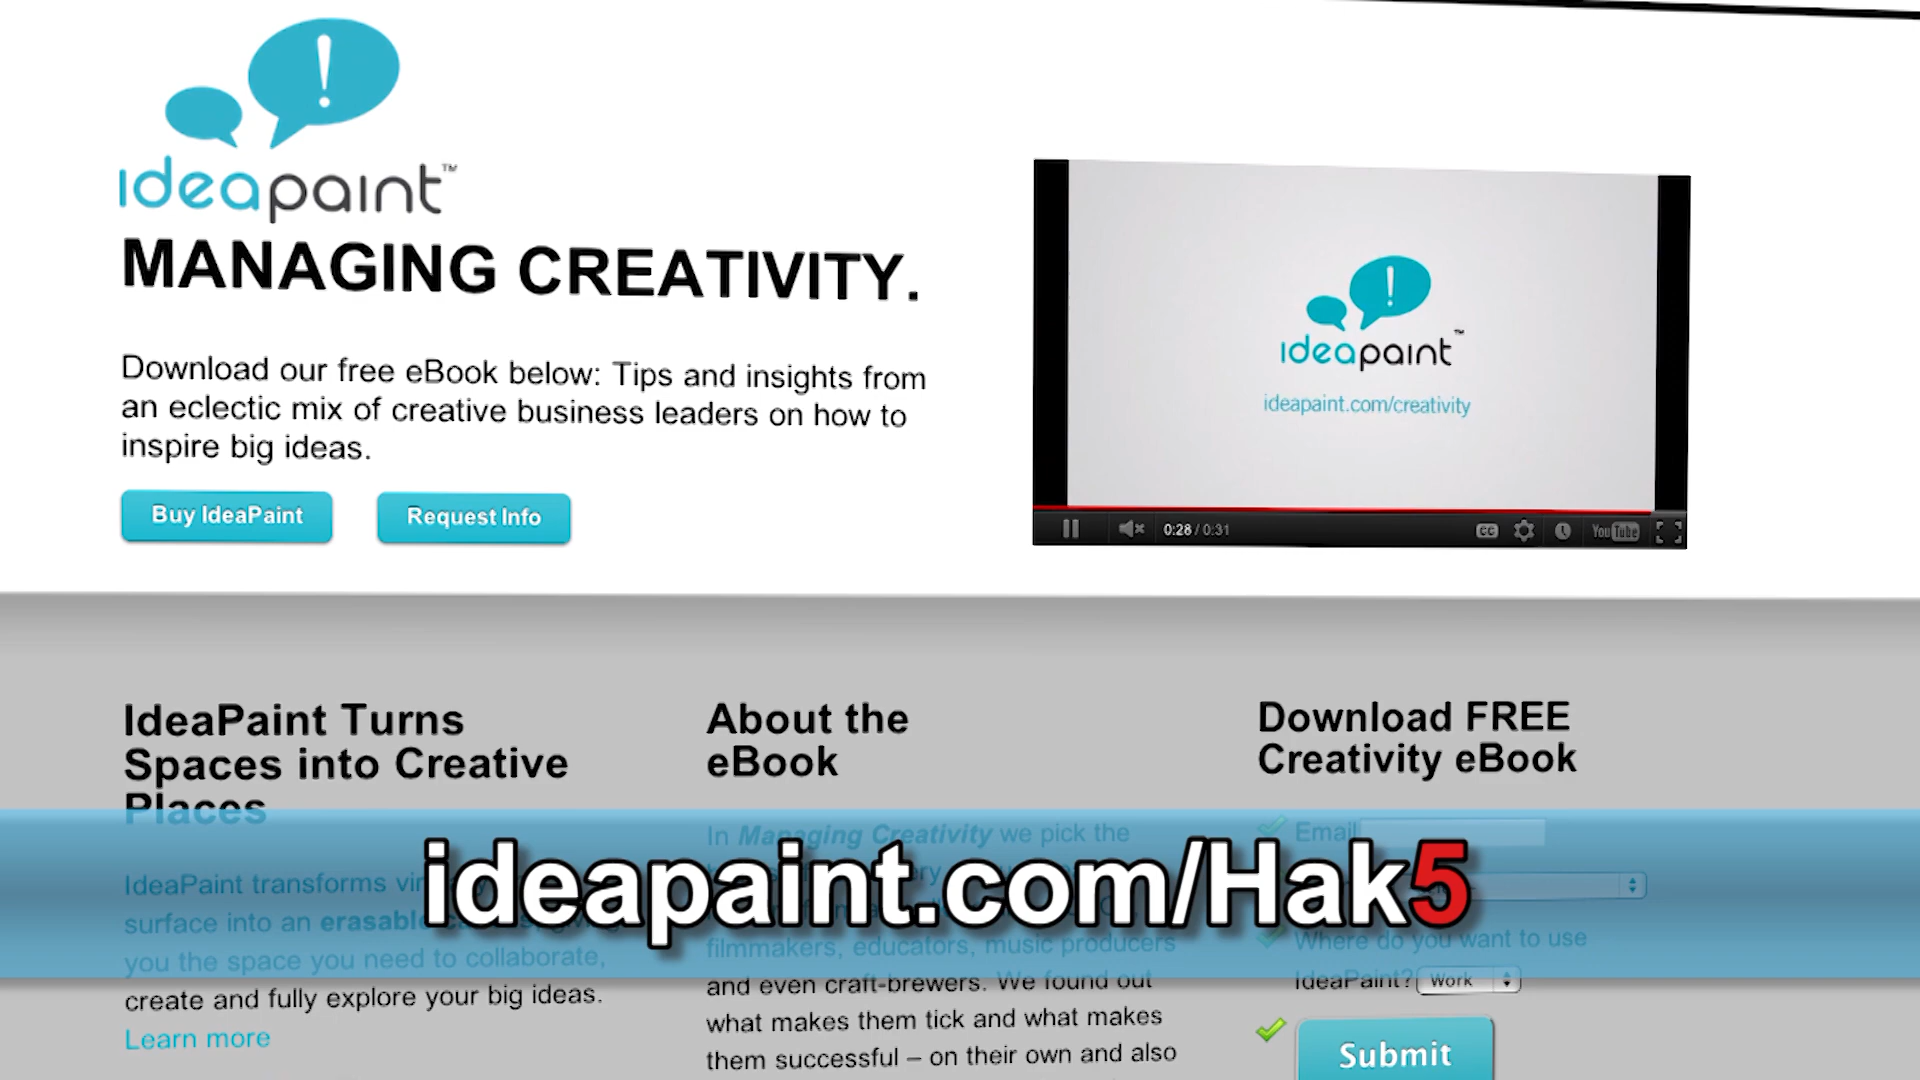 !
ideapaint™
MANAGING CREATIVITY.
Download our free eBook below: Tips and insights from
an eclectic mix of creative business leaders on how to
inspire big ideas.
Buy IdeaPaint
Request Info
!
ideapaint™
ideapaint.com/creativity
0:28 / 0:31
CC
YouTube
IdeaPaint Turns
Spaces into Creative
Places
IdeaPaint transforms
surface into an erasable
you the space you need to collaborate,
create and fully explore your big ideas.
Learn more
About the
eBook
In Managing Creativity we pick the
filmmakers, educators, music producers
and even craft-brewers. We found out
what makes them tick and what makes
them successful – on their own and also
Download FREE
Creativity eBook
Email
Where do you want to use
IdeaPaint? Work
Submit
ideapaint.com/Hak5